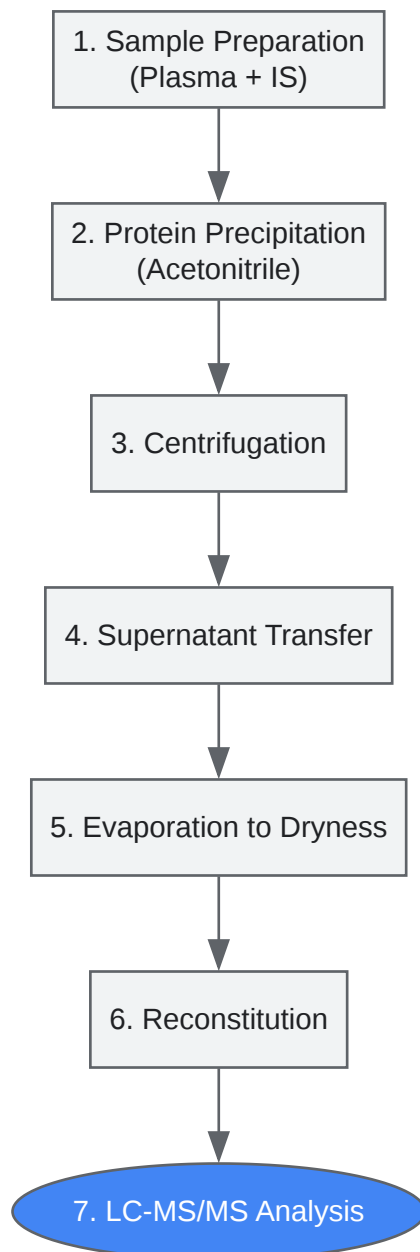 1. Sample Preparation
(Plasma + IS)
2. Protein Precipitation
(Acetonitrile)
3. Centrifugation
4. Supernatant Transfer
5. Evaporation to Dryness
6. Reconstitution
7. LC-MS/MS Analysis